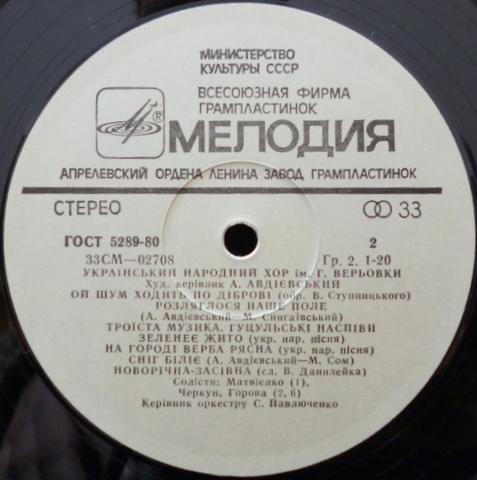 МИНИСТЕРСТВО
КУЛЬТУРЫ СССР
ВСЕСОЮЗНАЯ ФИРМА
ГРАМПЛАСТИНОК
® МЕЛОДИЯ
АПРЕЛЕВСКИЙ ОРДЕНА ЛЕНИНА ЗАВОД ГРАМПЛАСТИНОК
СТЕРЕО 33
ГОСТ 5289-80 2
33СМ—02708 Гр. 2. 1-20
УКРАЇНСЬКИЙ НАРОДНИЙ ХОР ім. Г. ВЕРЬОВКИ
Худ. керівник А. АВДІЄВСЬКИЙ
ОЙ ШУМ ХОДИТЬ ПО ДІБРОВІ (обр. В. Ступницького)
РОЗЛЯГЛОСЯ НАШЕ ПОЛЕ
(А. Авдієвський—М. Сингаївський)
ТРОЇСТА МУЗИКА. ГУЦУЛЬСЬКІ НАСПІВИ
ЗЕЛЕНЕЄ ЖИТО (укр. нар. пісня)
НА ГОРОДІ ВЕРБА РЯСНА (укр. нар. пісня)
СНІГ БІЛІЄ (А. Авдієвський—М. Сом)
НОВОРІЧНА-ЗАСІВНА (сл. В. Данилейка)
Солісти: Матвієнко (1),
Черкун, Горова (2, 6)
Керівник оркестру С. Павлюченко